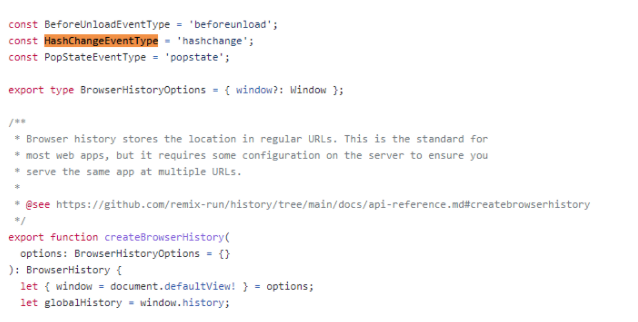 const BeforeUnloadEventType = 'beforeunload';
const HashChangeEventType = 'hashchange';
const PopStateEventType = 'popstate';
export type BrowserHistoryOptions = { window?: Window };
/**
 * Browser history stores the location in regular URLs. This is the standard for
 * most web apps, but it requires some configuration on the server to ensure you
 * serve the same app at multiple URLs.
 *
 * @see https://github.com/remix-run/history/tree/main/docs/api-reference.md#createbrowserhistory
 */
export function createBrowserHistory(
  options: BrowserHistoryOptions = {}
): BrowserHistory {
  let { window = document.defaultView! } = options;
  let globalHistory = window.history;